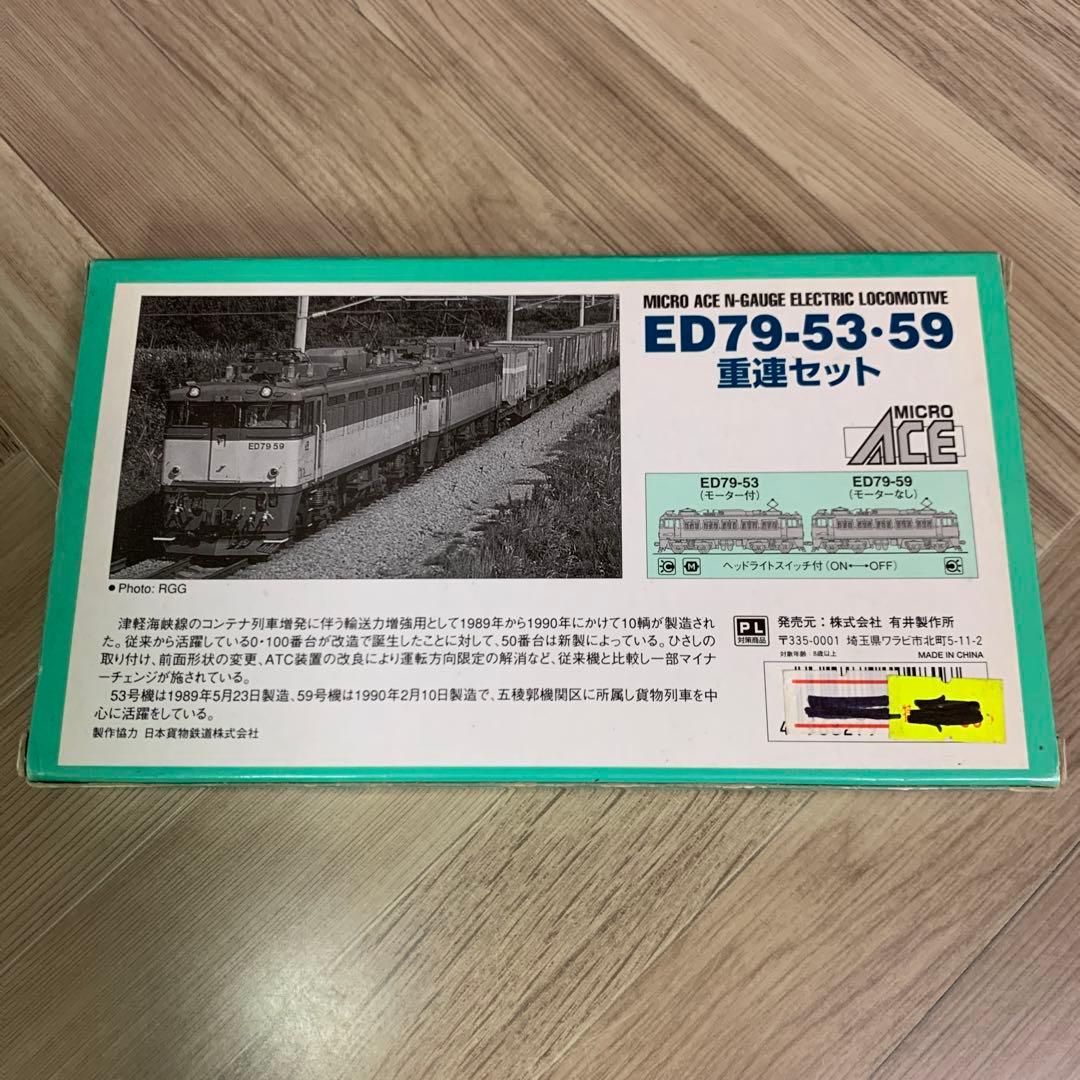 MICRO ACE N-GAUGE ELECTRIC LOCOMOTIVE
ED79-53・59
重連セット
MICRO
ACE
ED79 59
ED79-53
(モーター付)
ED79-59
(モーターなし)
C M ヘッドライトスイッチ付 (ON←→OFF)
● Photo: RGG
津軽海峡線のコンテナ列車増発に伴う輸送力増強用として1989年から1990年にかけて10輌が製造され
た。従来から活躍している0・100番台が改造で誕生したことに対して、50番台は新製によっている。ひさしの
取り付け、前面形状の変更、ATC装置の改良により運転方向限定の解消など、従来機と比較し一部マイナ
ーチェンジが施されている。
53号機は1989年5月23日製造、59号機は1990年2月10日製造で、五稜郭機関区に所属し貨物列車を中
心に活躍をしている。
製作協力 日本貨物鉄道株式会社
PL
対策商品
発売元：株式会社 有井製作所
〒335-0001 埼玉県ワラビ市北町5-11-2
対象年齢：8歳以上
MADE IN CHINA